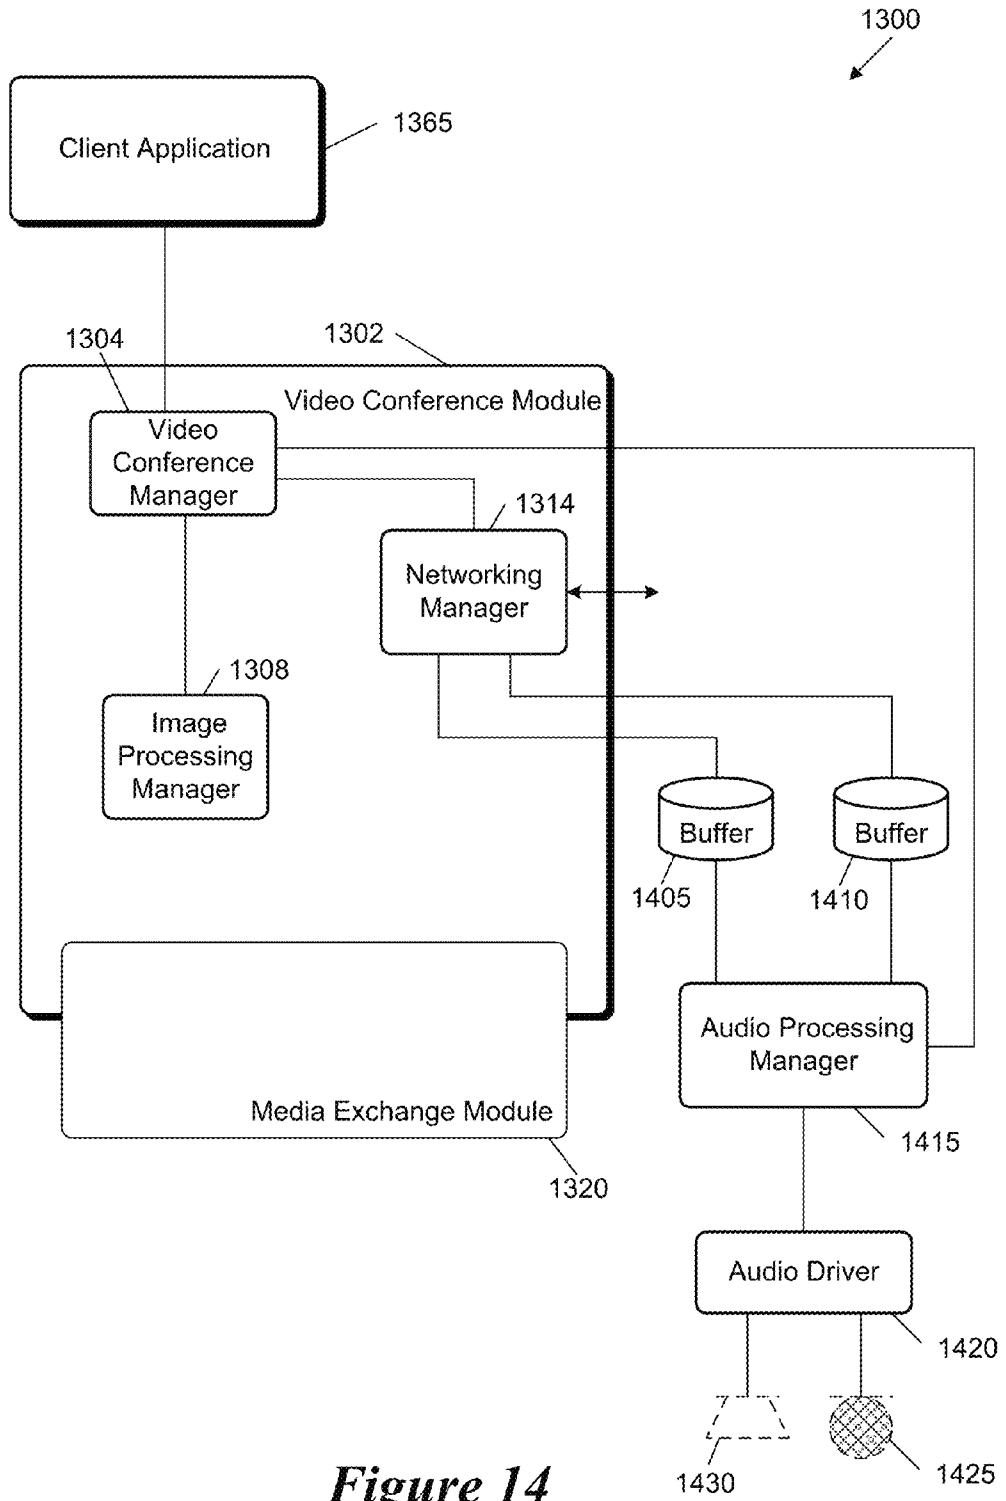 1300
Client Application
1365
1304
1302
Video Conference Module
Video
Conference
Manager
1314
Networking
Manager
1308
Image
Processing
Manager
Buffer
Buffer
1405
1410
Audio Processing
Manager
Media Exchange Module
1415
1320
Audio Driver
1420
1430
1425
Figure 14